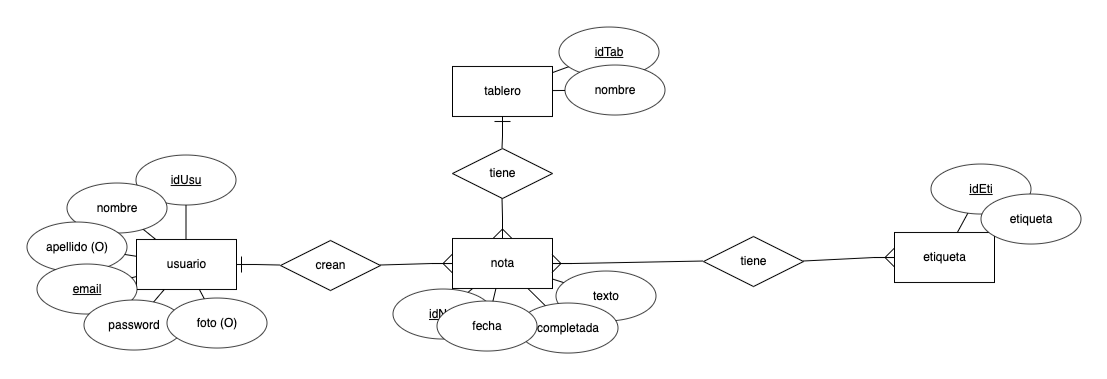 idTab
tablero
nombre
tiene
idUsu
nombre
apellido (O)
usuario
email
password
foto (O)
crean
nota
texto
idN
fecha
completada
tiene
idEti
etiqueta
etiqueta